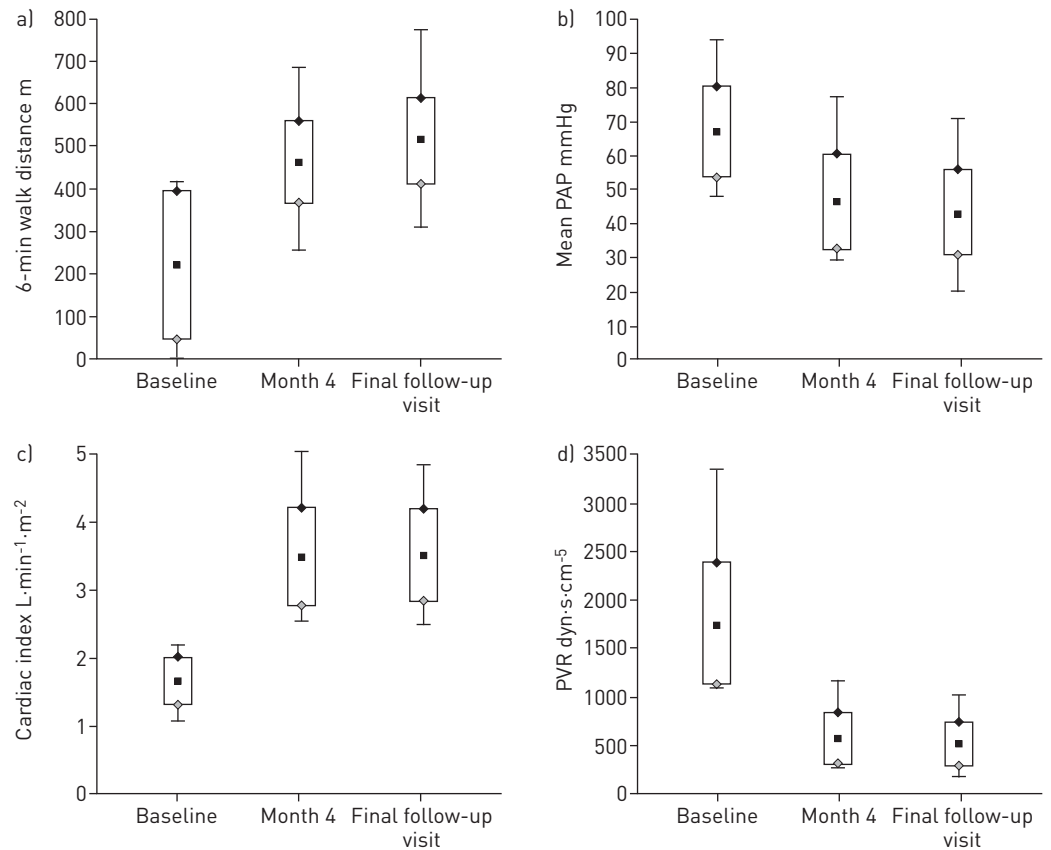 a)
6-min walk distance m
800
700
600
500
400
300
200
100
0
Baseline
Month 4
Final follow-up
visit
b)
Mean PAP mmHg
100
90
80
70
60
50
40
30
20
10
0
Baseline
Month 4
Final follow-up
visit
c)
Cardiac index L·min⁻¹·m⁻²
5
4
3
2
1
0
Baseline
Month 4
Final follow-up
visit
d)
PVR dyn·s·cm⁻⁵
3500
3000
2500
2000
1500
1000
500
0
Baseline
Month 4
Final follow-up
visit